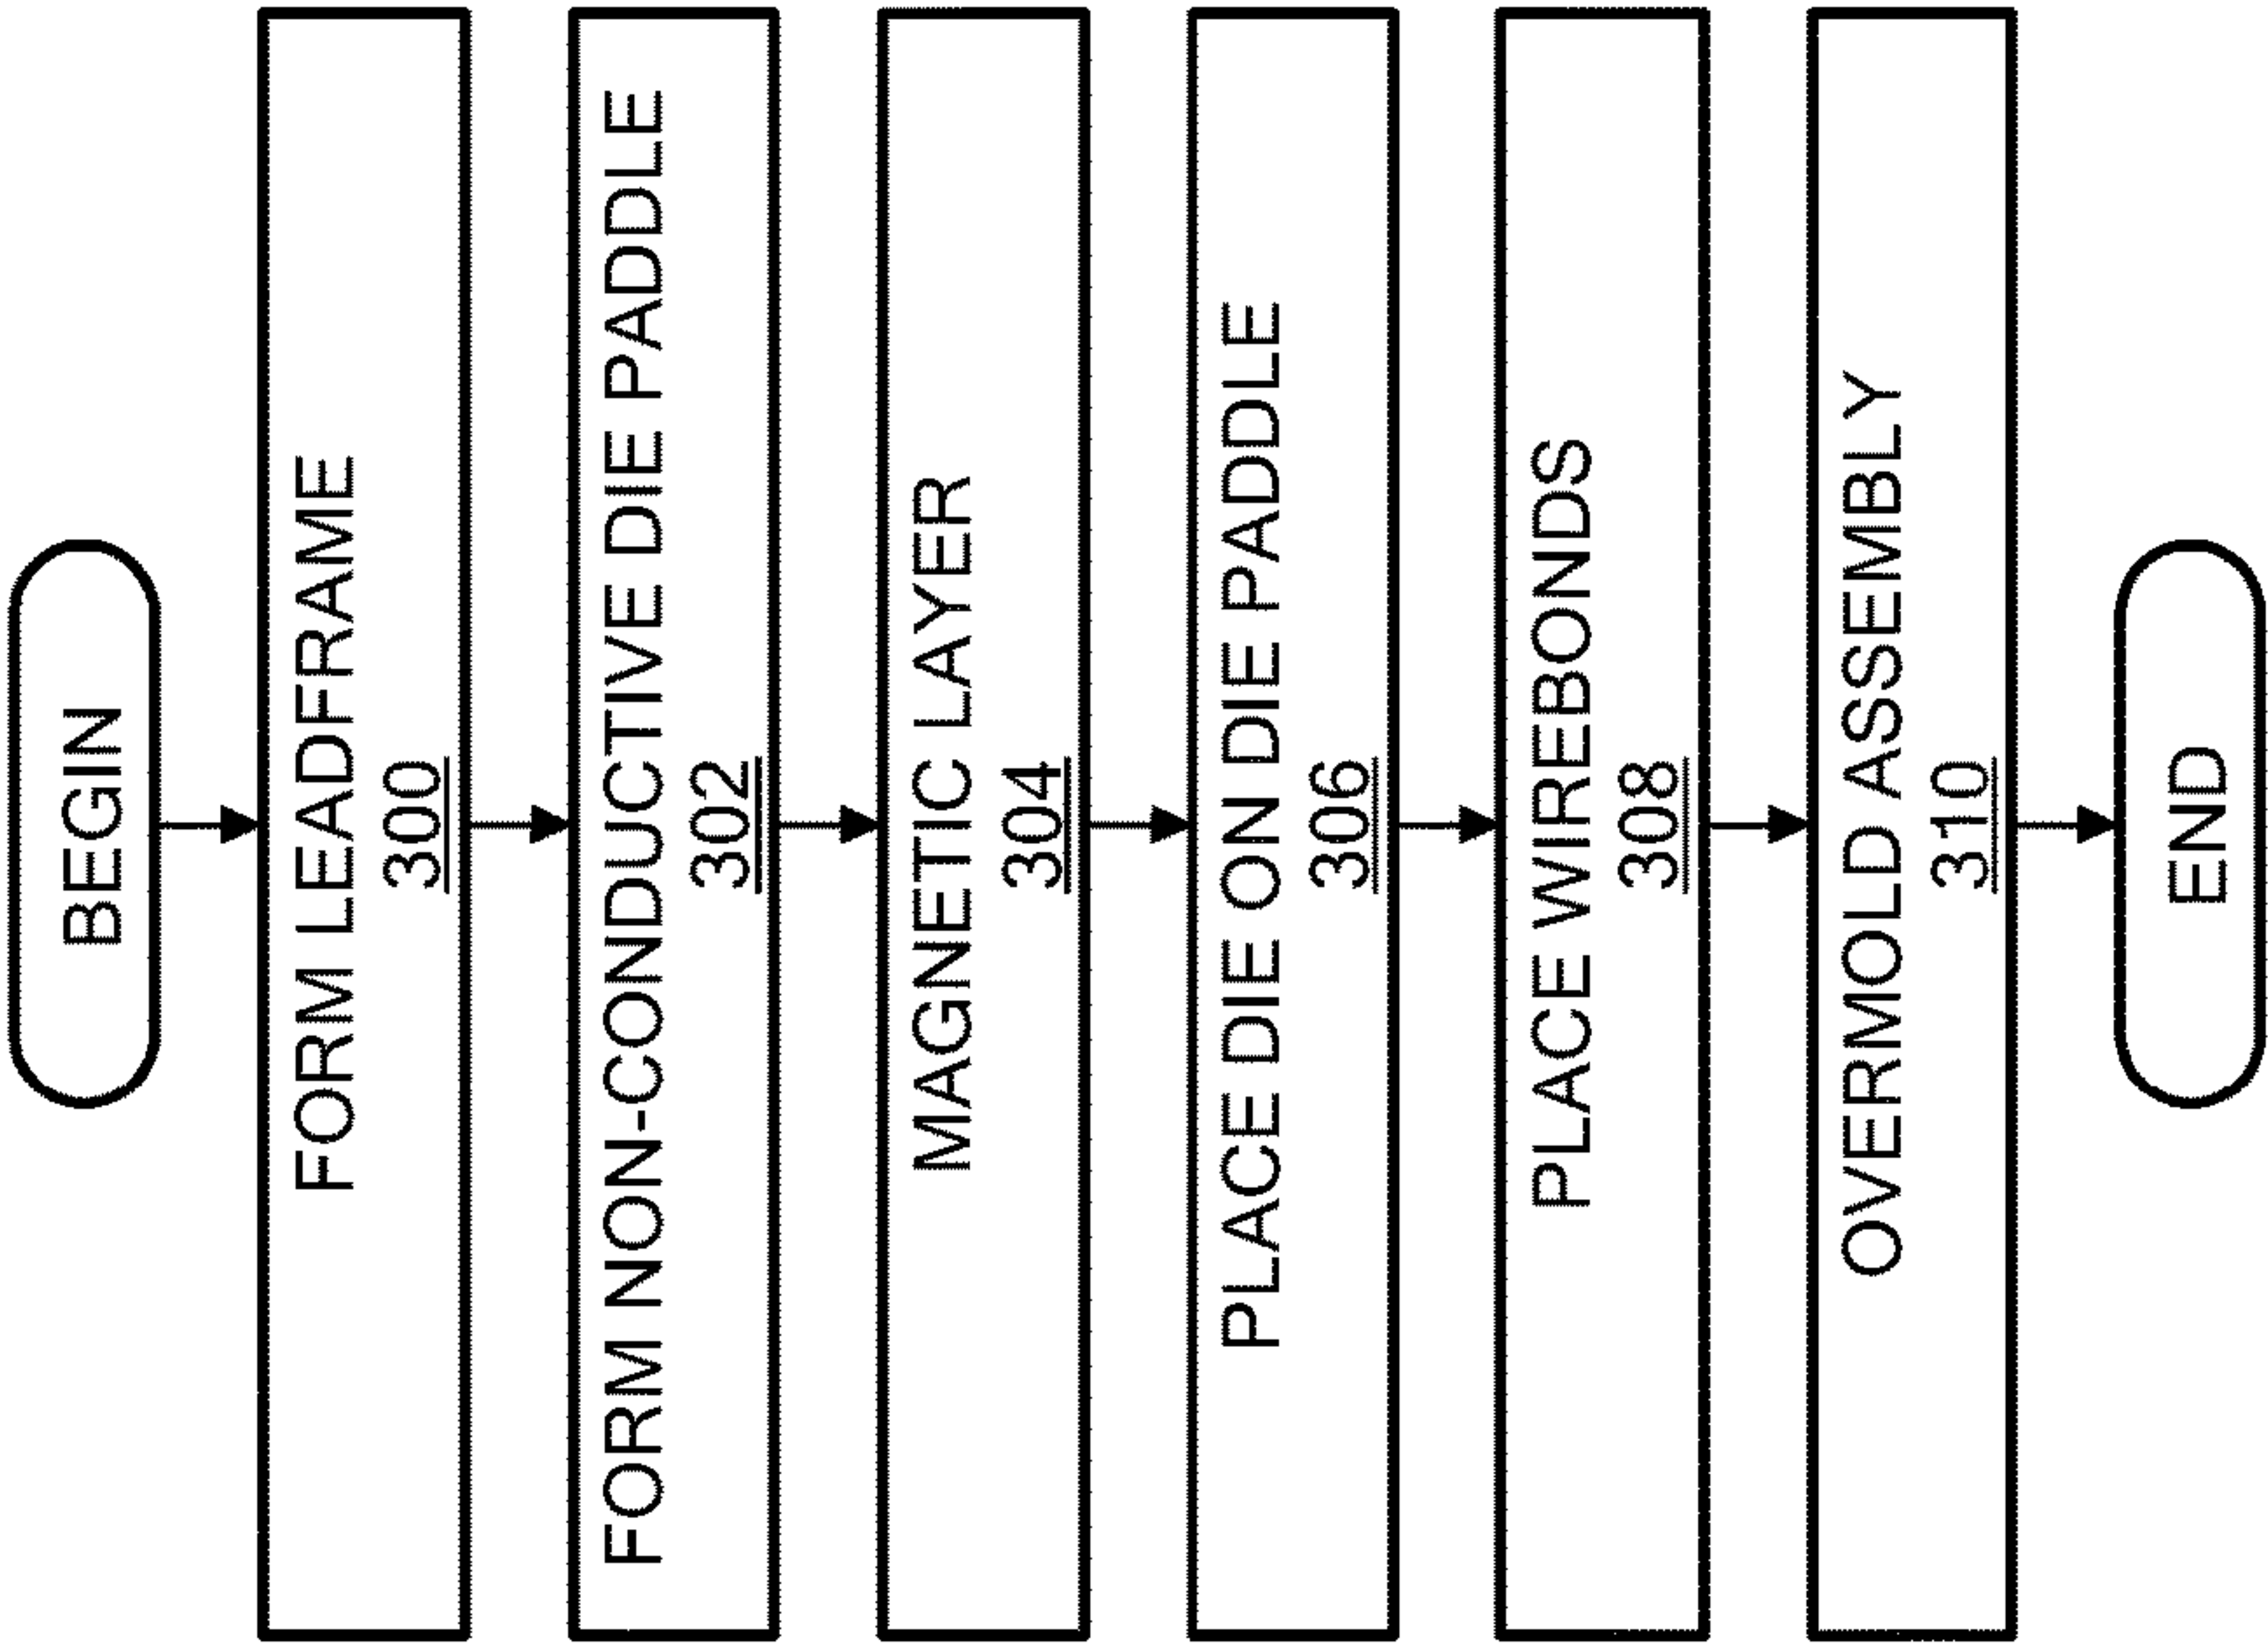 BEGIN
FORM LEADFRAME
300
FORM NON-CONDUCTIVE DIE PADDLE
302
MAGNETIC LAYER
304
PLACE DIE ON DIE PADDLE
306
PLACE WIREBONDS
308
OVERMOLD ASSEMBLY
310
END